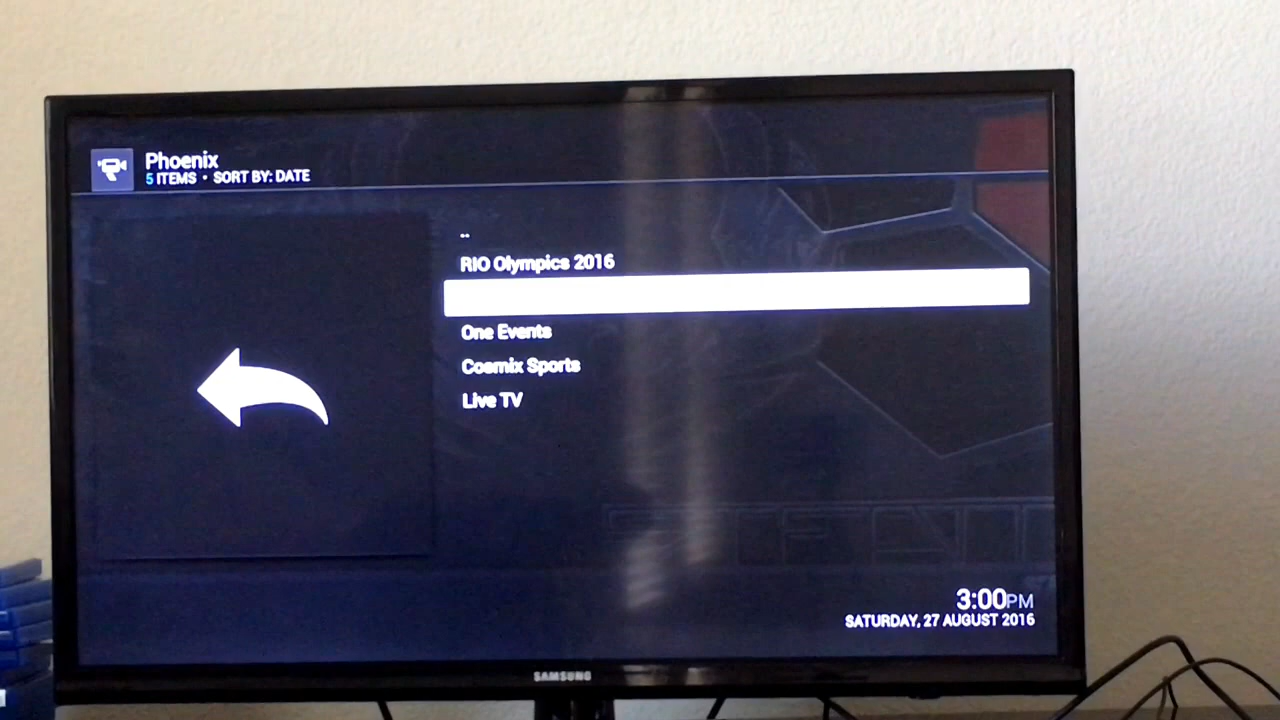 Phoenix
5 ITEMS • SORT BY: DATE
..
RIO Olympics 2016
One Events
Cosmix Sports
Live TV
3:00PM
SATURDAY, 27 AUGUST 2016
SAMSUNG